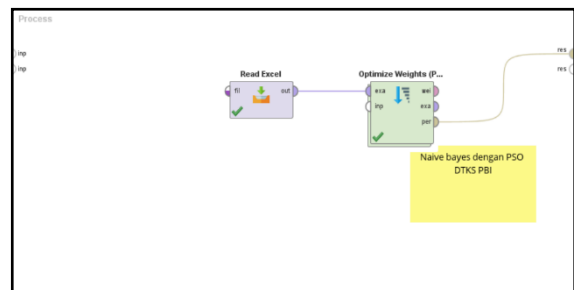 Process
inp
inp
res
res
Read Excel
fil
out
Optimize Weights (P...
exa
inp
wei
exa
per
Naive bayes dengan PSO
DTKS PBI